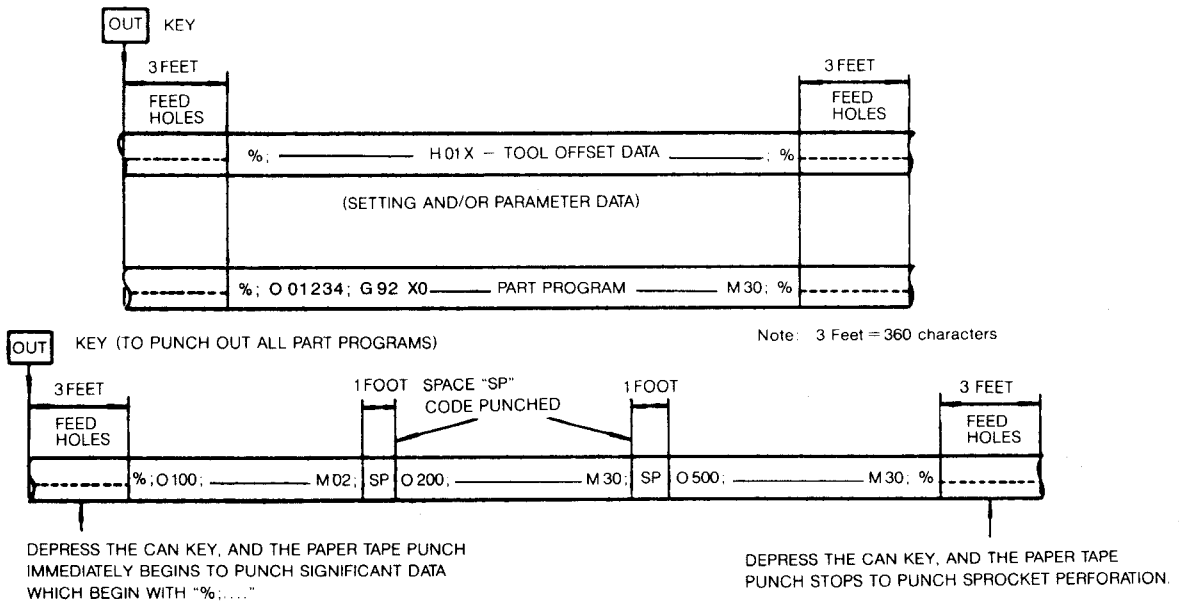 OUT KEY
3 FEET 3 FEET
FEED HOLES FEED HOLES
%; H01X – TOOL OFFSET DATA ; %
(SETTING AND/OR PARAMETER DATA)
%; O 01234; G 92 X0 PART PROGRAM M 30; %
Note: 3 Feet = 360 characters
OUT KEY (TO PUNCH OUT ALL PART PROGRAMS)
3 FEET 1 FOOT SPACE "SP" 1 FOOT 3 FEET
CODE PUNCHED
FEED HOLES FEED HOLES
%; O 100; M 02; SP O 200; M 30; SP O 500; M 30; %
DEPRESS THE CAN KEY, AND THE PAPER TAPE PUNCH
IMMEDIATELY BEGINS TO PUNCH SIGNIFICANT DATA
WHICH BEGIN WITH "%;...."
DEPRESS THE CAN KEY, AND THE PAPER TAPE
PUNCH STOPS TO PUNCH SPROCKET PERFORATION.